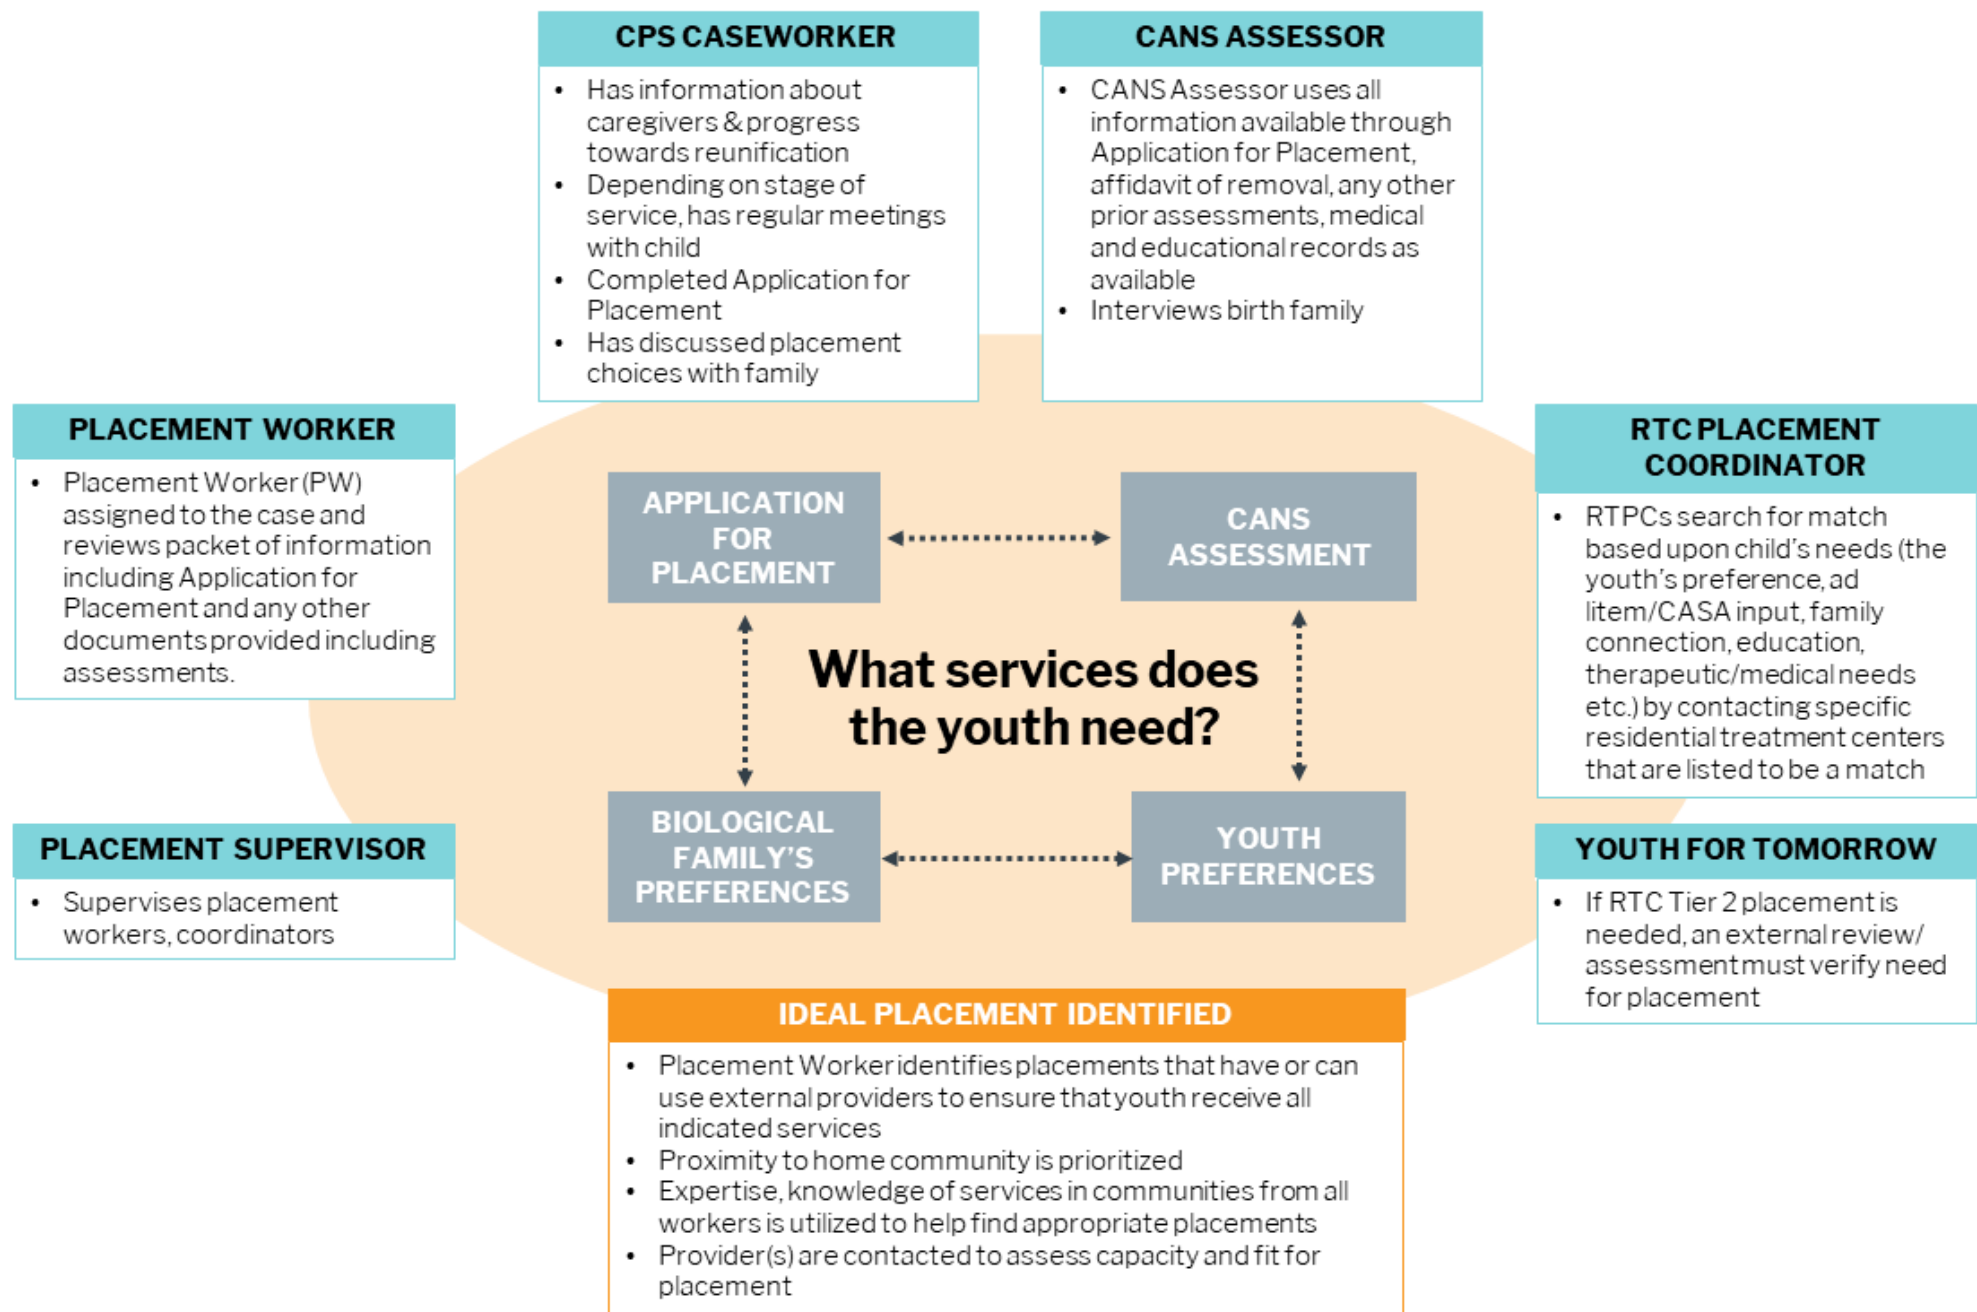 CPS CASEWORKER
• Has information about
caregivers & progress
towards reunification
• Depending on stage of
service, has regular meetings
with child
• Completed Application for
Placement
• Has discussed placement
choices with family
CANS ASSESSOR
• CANS Assessor uses all
information available through
Application for Placement,
affidavit of removal, any other
prior assessments, medical
and educational records as
available
• Interviews birth family
PLACEMENT WORKER
• Placement Worker (PW)
assigned to the case and
reviews packet of information
including Application for
Placement and any other
documents provided including
assessments.
PLACEMENT SUPERVISOR
• Supervises placement
workers, coordinators
APPLICATION
FOR
PLACEMENT
CANS
ASSESSMENT
What services does
the youth need?
BIOLOGICAL
FAMILY'S
PREFERENCES
YOUTH
PREFERENCES
RTC PLACEMENT
COORDINATOR
• RTPCs search for match
based upon child's needs (the
youth's preference, ad
litem/CASA input, family
connection, education,
therapeutic/medical needs
etc.) by contacting specific
residential treatment centers
that are listed to be a match
YOUTH FOR TOMORROW
• If RTC Tier 2 placement is
needed, an external review/
assessment must verify need
for placement
IDEAL PLACEMENT IDENTIFIED
• Placement Worker identifies placements that have or can
use external providers to ensure that youth receive all
indicated services
• Proximity to home community is prioritized
• Expertise, knowledge of services in communities from all
workers is utilized to help find appropriate placements
• Provider(s) are contacted to assess capacity and fit for
placement